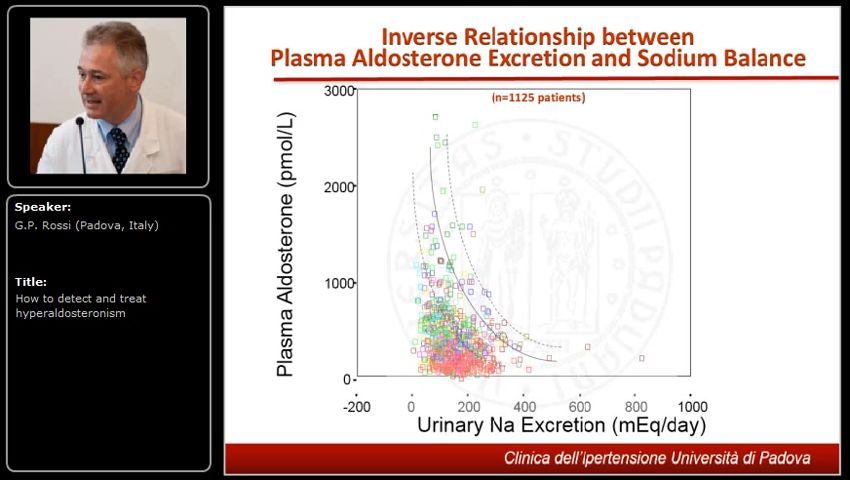 Speaker:
G.P. Rossi (Padova, Italy)
Title:
How to detect and treat
hyperaldosteronism
Inverse Relationship between
Plasma Aldosterone Excretion and Sodium Balance
(n=1125 patients)
Plasma Aldosterone (pmol/L)
3000
2000
1000
0
-200 0 200 400 600 800 1000
Urinary Na Excretion (mEq/day)
Clinica dell'ipertensione Università di Padova
STUDII PADUANI